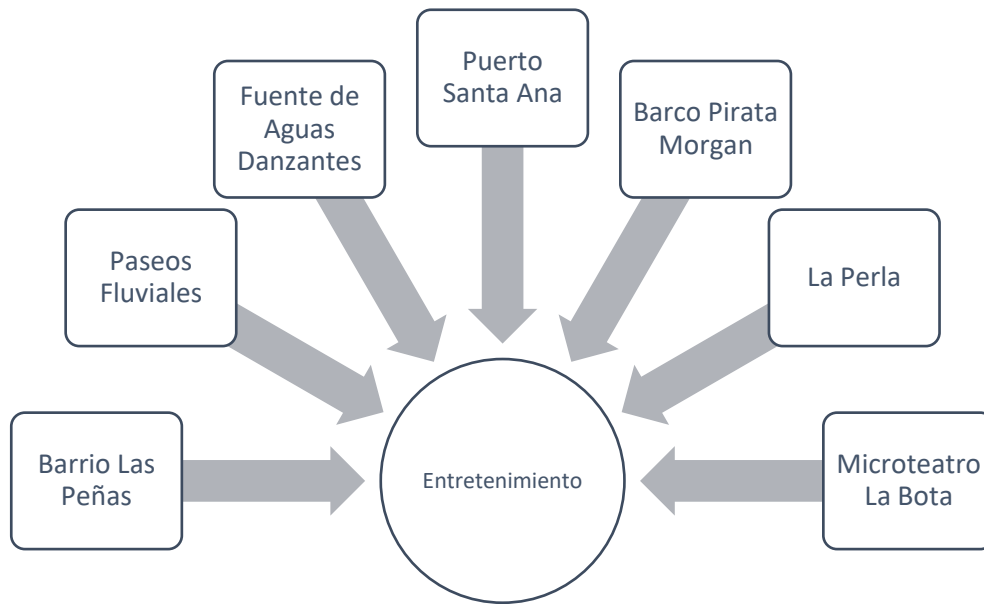 Puerto
Santa Ana
Fuente de
Aguas
Danzantes
Barco Pirata
Morgan
Paseos
Fluviales
La Perla
Barrio Las
Peñas
Entretenimiento
Microteatro
La Bota